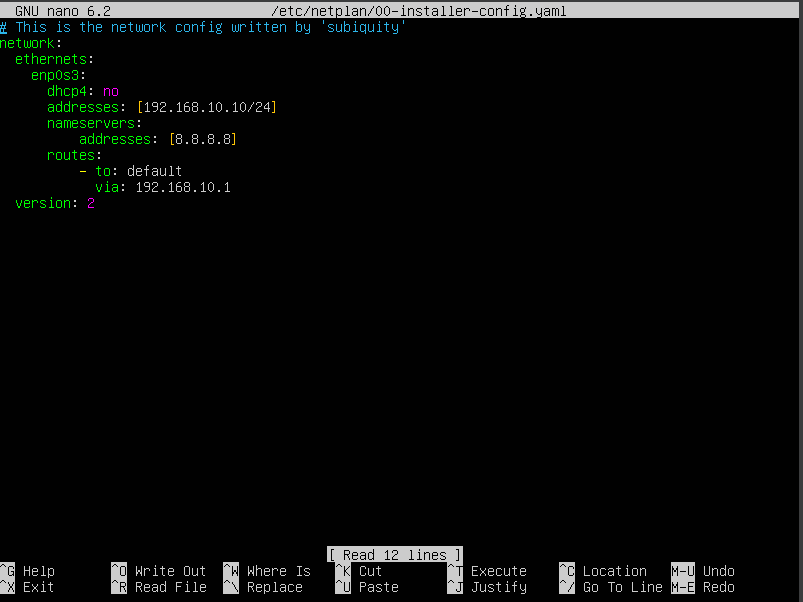 GNU nano 6.2 /etc/netplan/00-installer-config.yaml
# This is the network config written by 'subiquity'
network:
  ethernets:
    enp0s3:
      dhcp4: no
      addresses: [192.168.10.10/24]
      nameservers:
          addresses: [8.8.8.8]
      routes:
          - to: default
            via: 192.168.10.1
  version: 2
[ Read 12 lines ]
^G Help ^O Write Out ^W Where Is ^K Cut ^T Execute ^C Location M-U Undo
^X Exit ^R Read File ^\ Replace ^U Paste ^J Justify ^/ Go To Line M-E Redo